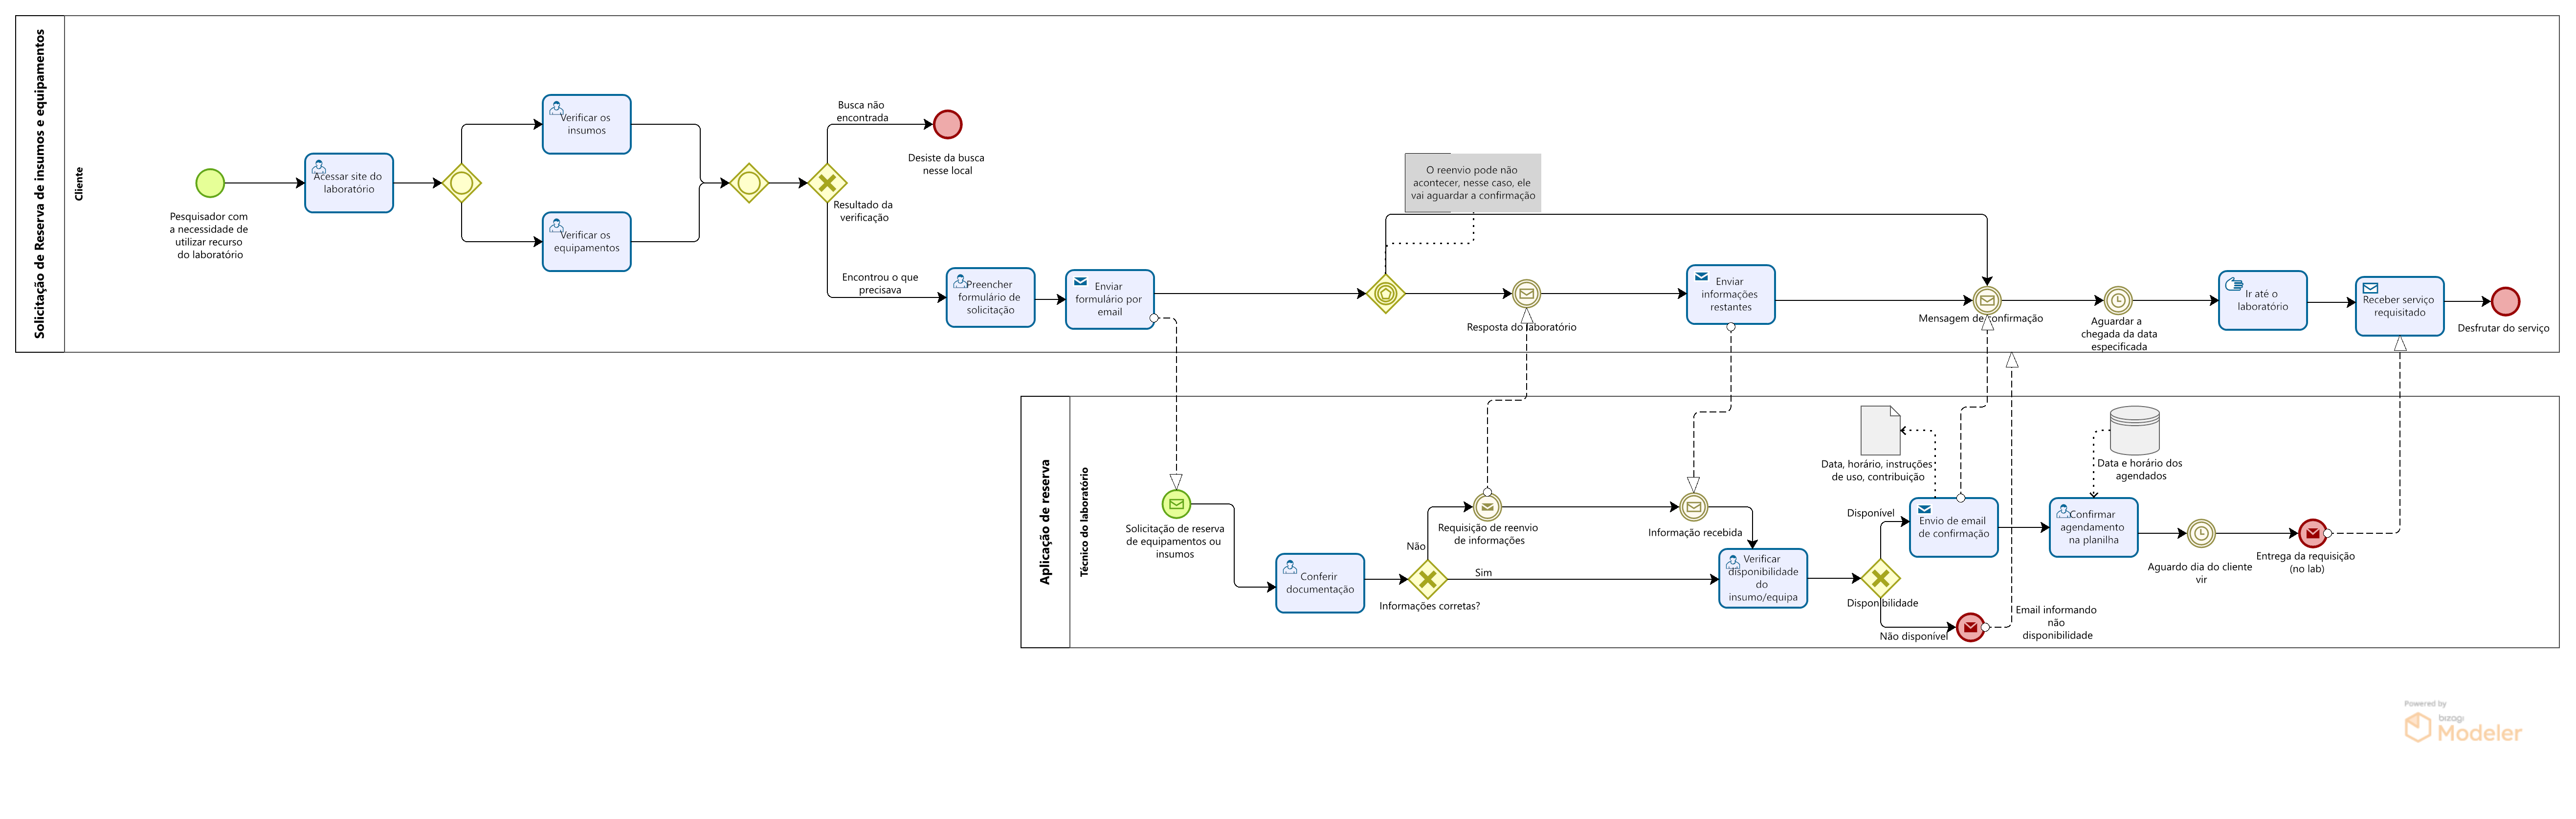 Solicitação de Reserva de insumos e equipamentos
Cliente
Pesquisador com
a necessidade de
utilizar recurso
do laboratório
Acessar site do
laboratório
Verificar os
insumos
Verificar os
equipamentos
Busca não
encontrada
Desiste da busca
nesse local
Resultado da
verificação
Encontrou o que
precisava
Preencher
formulário de
solicitação
Enviar
formulário por
email
O reenvio pode não
acontecer, nesse caso, ele
vai aguardar a confirmação
Resposta do laboratório
Enviar
informações
restantes
Mensagem de confirmação
Aguardar a
chegada da data
especificada
Ir até o
laboratório
Receber serviço
requisitado
Desfrutar do serviço
Aplicação de reserva
Técnico do laboratório
Solicitação de reserva
de equipamentos ou
insumos
Conferir
documentação
Não
Sim
Informações corretas?
Requisição de reenvio
de informações
Informação recebida
Verificar
disponibilidade
do
insumo/equipa
Disponível
Disponibilidade
Não disponível
Data, horário, instruções
de uso, contribuição
Envio de email
de confirmação
Email informando
não
disponibilidade
Data e horário dos
agendados
Confirmar
agendamento
na planilha
Aguardo dia do cliente
vir
Entrega da requisição
(no lab)
Powered by
bizagi
Modeler